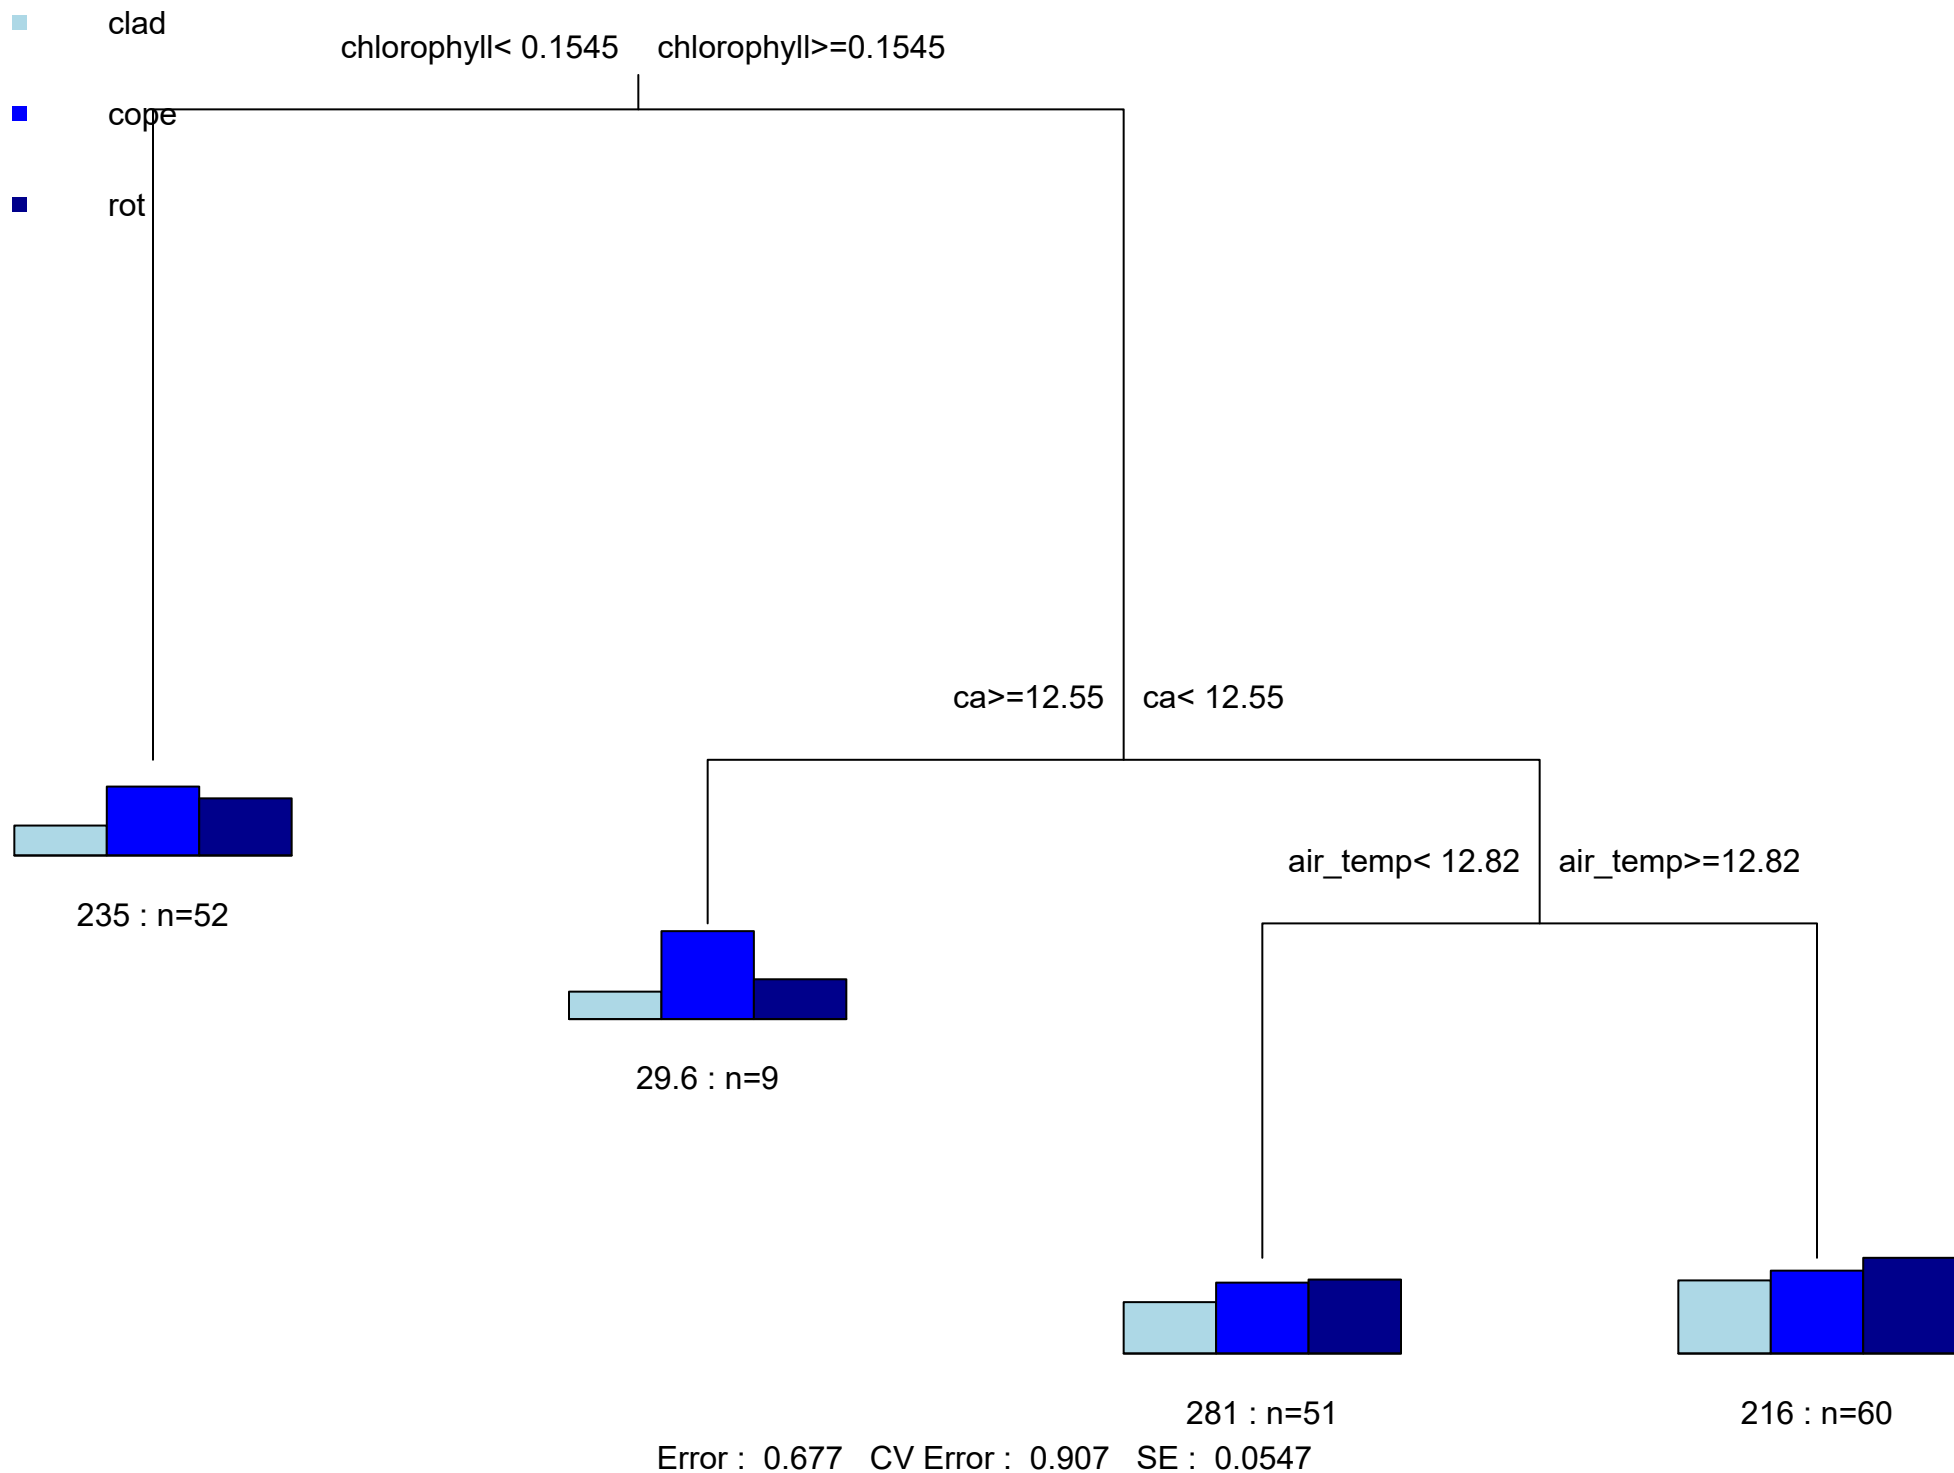 clad
chlorophyll< 0.1545 chlorophyll>=0.1545
cope
rot
ca>=12.55 ca< 12.55
air_temp< 12.82 air_temp>=12.82
235 : n=52
29.6 : n=9
281 : n=51 216 : n=60
Error : 0.677 CV Error : 0.907 SE : 0.0547